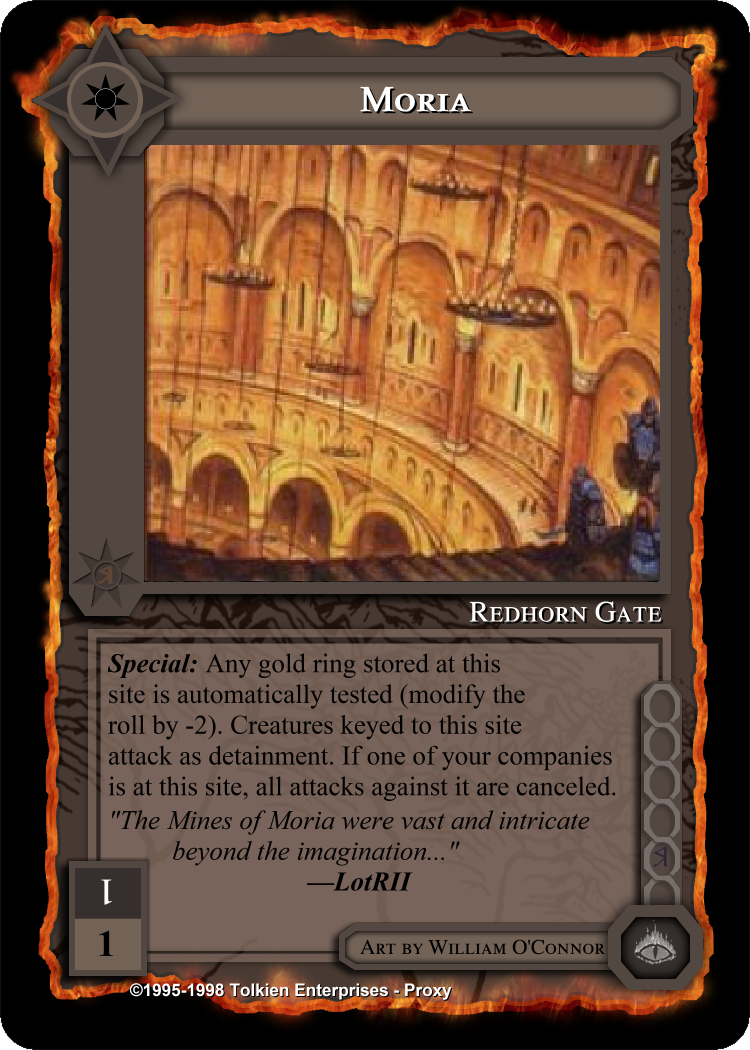 Moria
Redhorn Gate
Special: Any gold ring stored at this
site is automatically tested (modify the
roll by -2). Creatures keyed to this site
attack as detainment. If one of your companies
is at this site, all attacks against it are canceled.
"The Mines of Moria were vast and intricate
beyond the imagination..."
—LotRII
1
Art by William O'Connor
©1995-1998 Tolkien Enterprises - Proxy